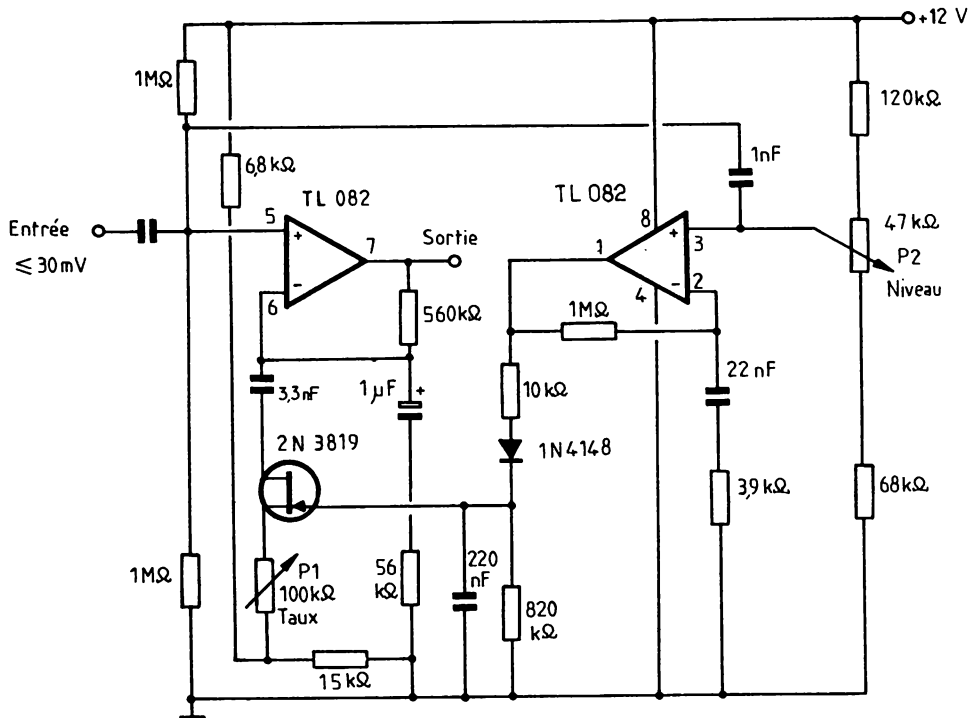 +12 V
1MΩ
120kΩ
6,8kΩ
1nF
TL 082
TL 082
Entrée
≤ 30mV
5
+
7
Sortie
-
6
8
1
+
3
-
2
4
47kΩ
P2
Niveau
560kΩ
1MΩ
3,3nF
1µF
+
10kΩ
22nF
2N 3819
1N4148
3,9kΩ
68kΩ
1MΩ
P1
100kΩ
Taux
56
kΩ
220
nF
820
kΩ
15kΩ